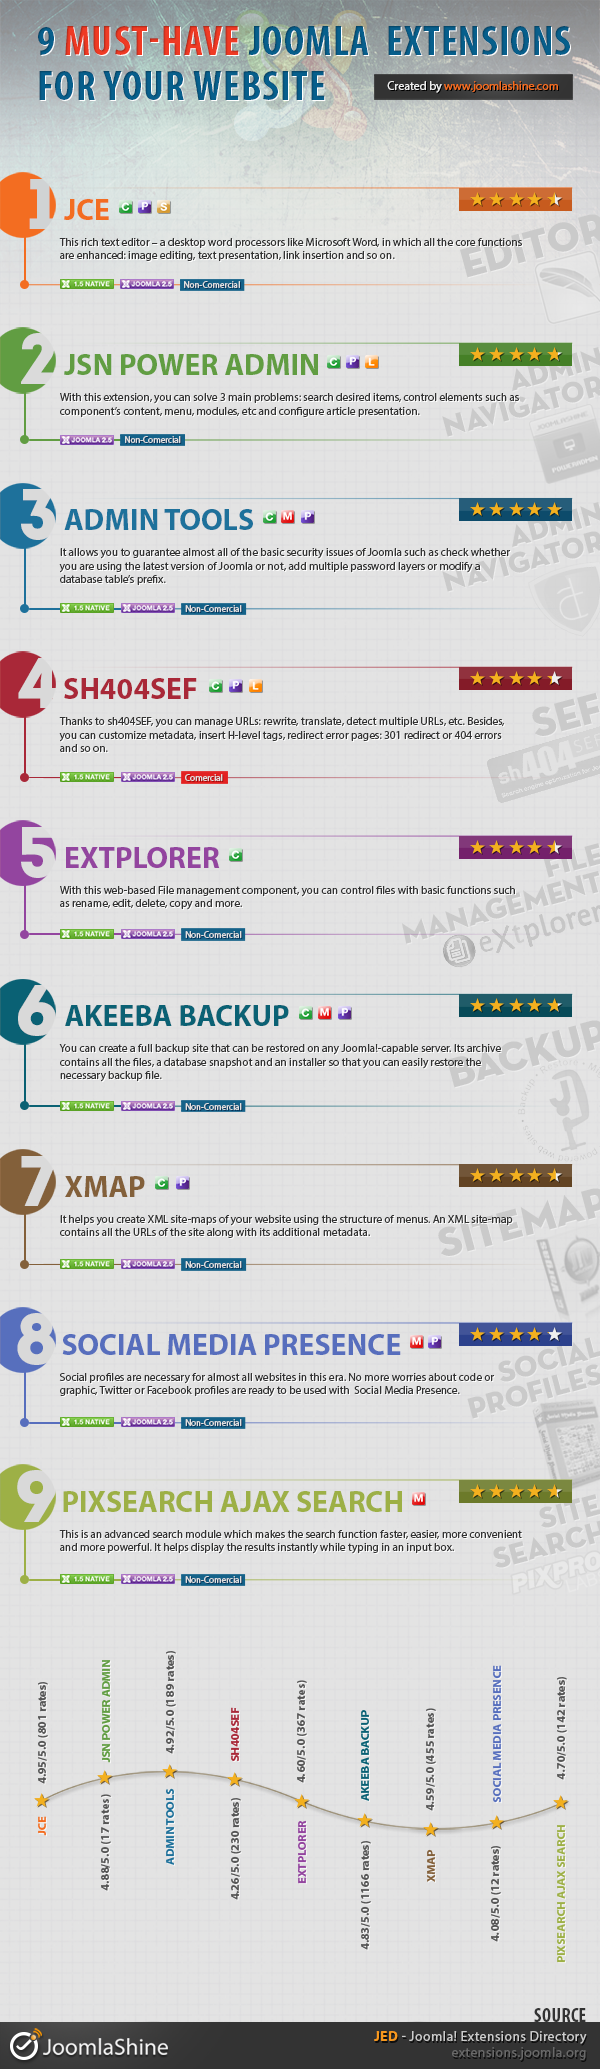 9 MUST-HAVE JOOMLA EXTENSIONS
FOR YOUR WEBSITE
Created by www.joomlashine.com
1
JCE C P S
This rich text editor – a desktop word processors like Microsoft Word, in which all the core functions
are enhanced: image editing, text presentation, link insertion and so on.
EDITOR
1.5 NATIVE JOOMLA 2.5 Non-Comercial
2
JSN POWER ADMIN C P L
With this extension, you can solve 3 main problems: search desired items, control elements such as
component's content, menu, modules, etc and configure article presentation.
ADMIN
NAVIGATOR
JOOMLASHINE
POWERADMIN
JOOMLA 2.5 Non-Comercial
3
ADMIN TOOLS C M P
It allows you to guarantee almost all of the basic security issues of Joomla such as check whether
you are using the latest version of Joomla or not, add multiple password layers or modify a
database table's prefix.
ADMIN
NAVIGATOR
1.5 NATIVE JOOMLA 2.5 Non-Comercial
4
SH404SEF C P L
Thanks to sh404SEF, you can manage URLs: rewrite, translate, detect multiple URLs, etc. Besides,
you can customize metadata, insert H-level tags, redirect error pages: 301 redirect or 404 errors
and so on.
SEF
sh404SEF
1.5 NATIVE JOOMLA 2.5 Comercial
5
EXTPLORER C
With this web-based File management component, you can control files with basic functions such
as rename, edit, delete, copy and more.
FILE
MANAGEMENT
eXtplorer
1.5 NATIVE JOOMLA 2.5 Non-Comercial
6
AKEEBA BACKUP C M P
You can create a full backup site that can be restored on any Joomla!-capable server. Its archive
contains all the files, a database snapshot and an installer so that you can easily restore the
necessary backup file.
BACKUP
1.5 NATIVE JOOMLA 2.5 Non-Comercial
7
XMAP C P
It helps you create XML site-maps of your website using the structure of menus. An XML site-map
contains all the URLs of the site along with its additional metadata.
SITEMAP
1.5 NATIVE JOOMLA 2.5 Non-Comercial
8
SOCIAL MEDIA PRESENCE M P
Social profiles are necessary for almost all websites in this era. No more worries about code or
graphic, Twitter or Facebook profiles are ready to be used with Social Media Presence.
SOCIAL
PROFILES
1.5 NATIVE JOOMLA 2.5 Non-Comercial
9
PIXSEARCH AJAX SEARCH M
This is an advanced search module which makes the search function faster, easier, more convenient
and more powerful. It helps display the results instantly while typing in an input box.
SITE
SEARCH
PIXPRO
1.5 NATIVE JOOMLA 2.5 Non-Comercial
4.95/5.0 (801 rates)
JCE
JSN POWER ADMIN
4.88/5.0 (17 rates)
4.92/5.0 (189 rates)
ADMINTOOLS
SH404SEF
4.26/5.0 (230 rates)
4.60/5.0 (367 rates)
EXTPLORER
AKEEBA BACKUP
4.83/5.0 (1166 rates)
4.59/5.0 (455 rates)
XMAP
SOCIAL MEDIA PRESENCE
4.08/5.0 (12 rates)
4.70/5.0 (142 rates)
PIXSEARCH AJAX SEARCH
SOURCE
JoomlaShine
JED - Joomla! Extensions Directory
extensions.joomla.org